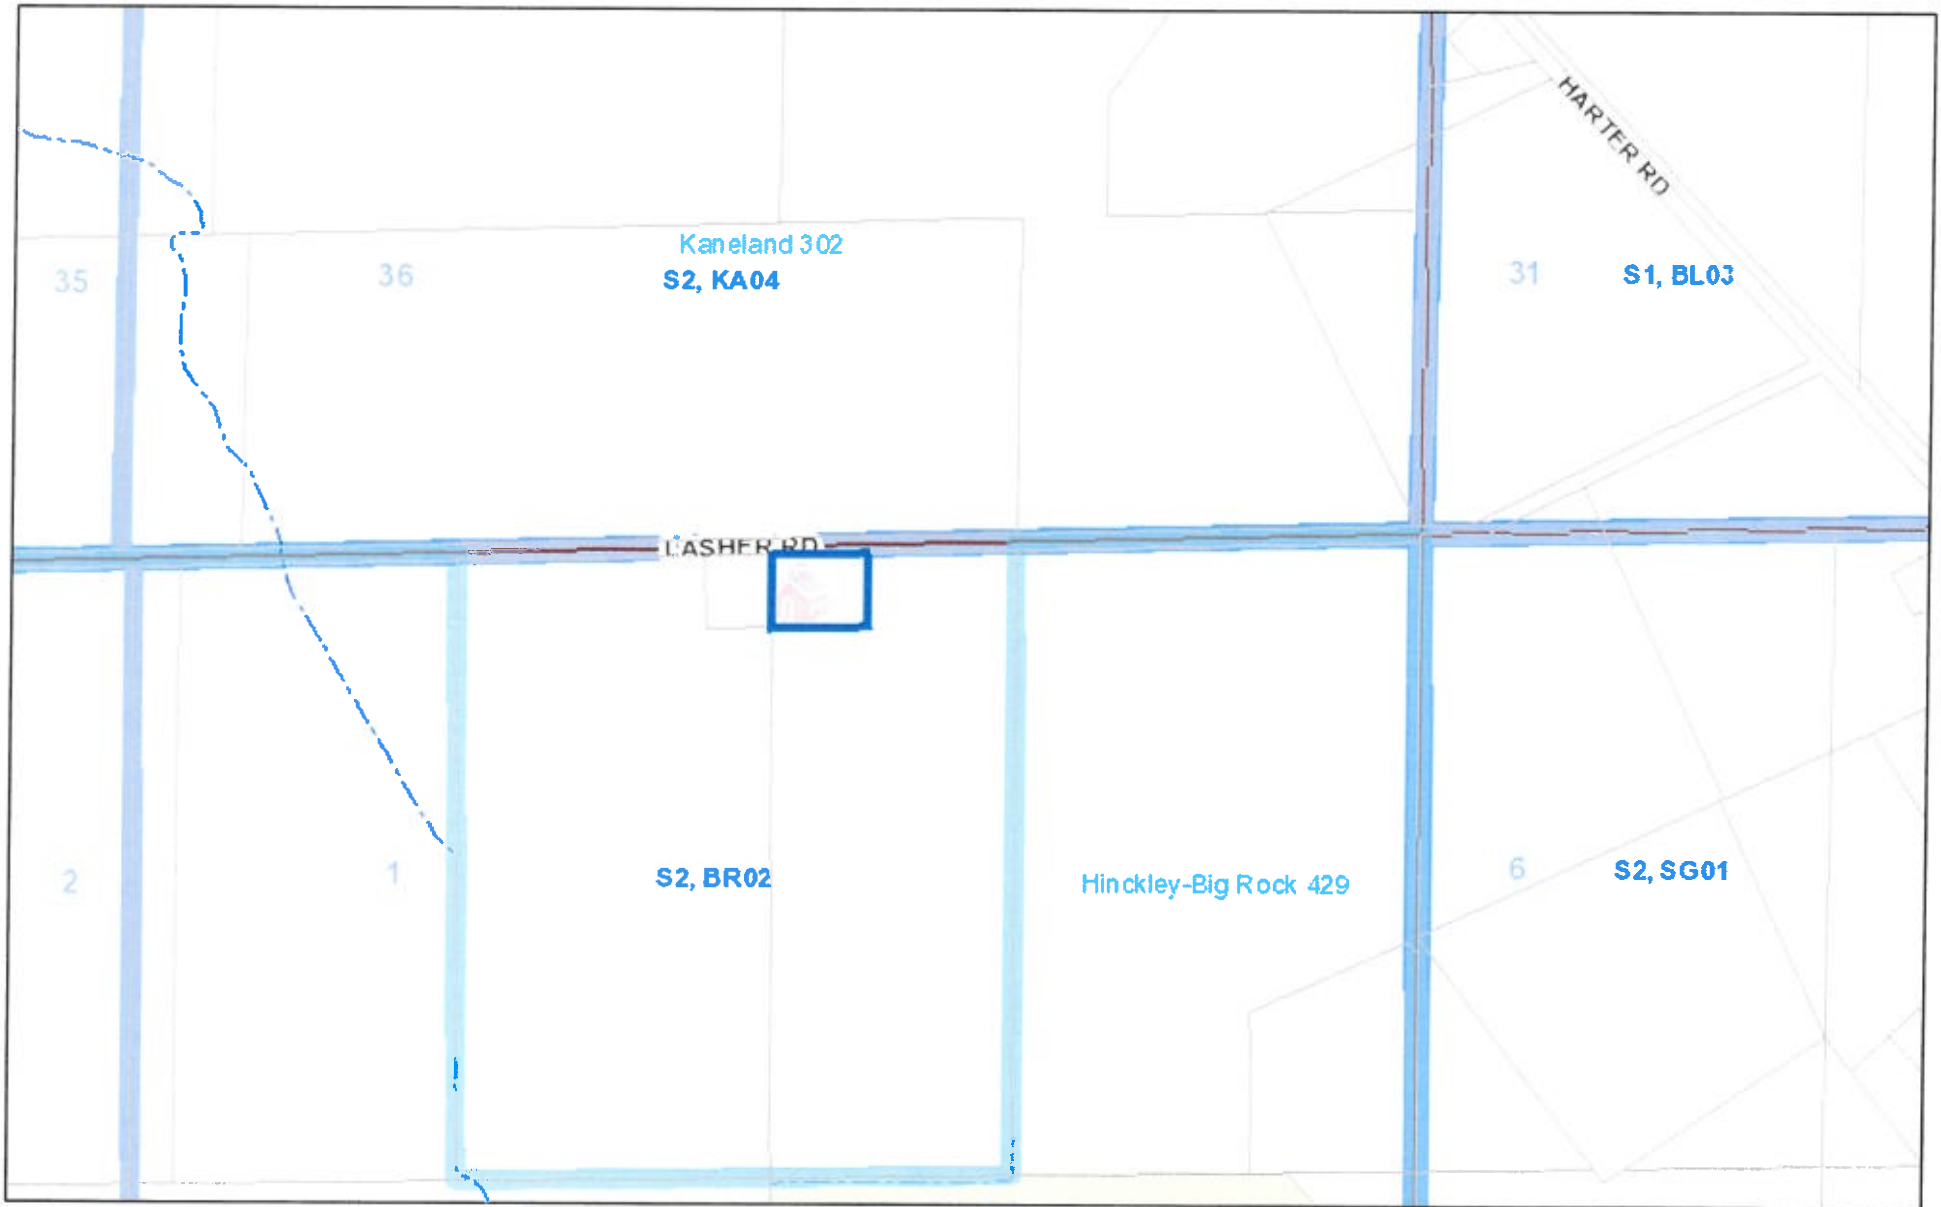 HARTER RD
Kaneland 302
35
36
S2, KA04
31
S1, BL03
LASHER RD
2
1
S2, BR02
Hinckley-Big Rock 429
6
S2, SG01